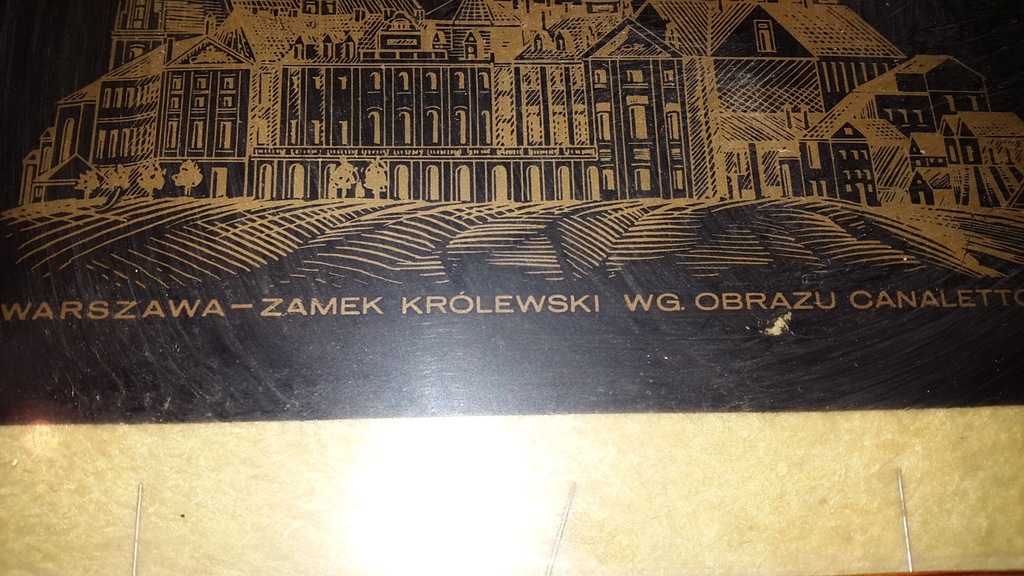 WARSZAWA – ZAMEK KRÓLEWSKI WG. OBRAZU CANALETTO